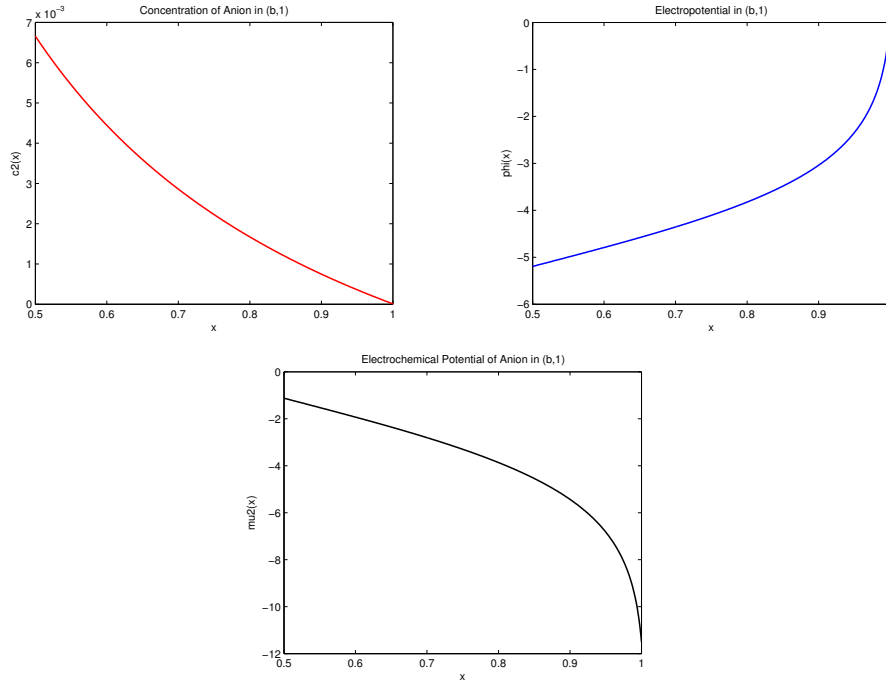 Concentration of Anion in (b,1)
x 10⁻³
7
6
5
4
3
2
1
0
c2(x)
0.5 0.6 0.7 0.8 0.9 1
x
Electropotential in (b,1)
0
−1
−2
−3
−4
−5
−6
phi(x)
0.5 0.6 0.7 0.8 0.9
x
Electrochemical Potential of Anion in (b,1)
0
−2
−4
−6
−8
−10
−12
mu2(x)
0.5 0.6 0.7 0.8 0.9 1
x